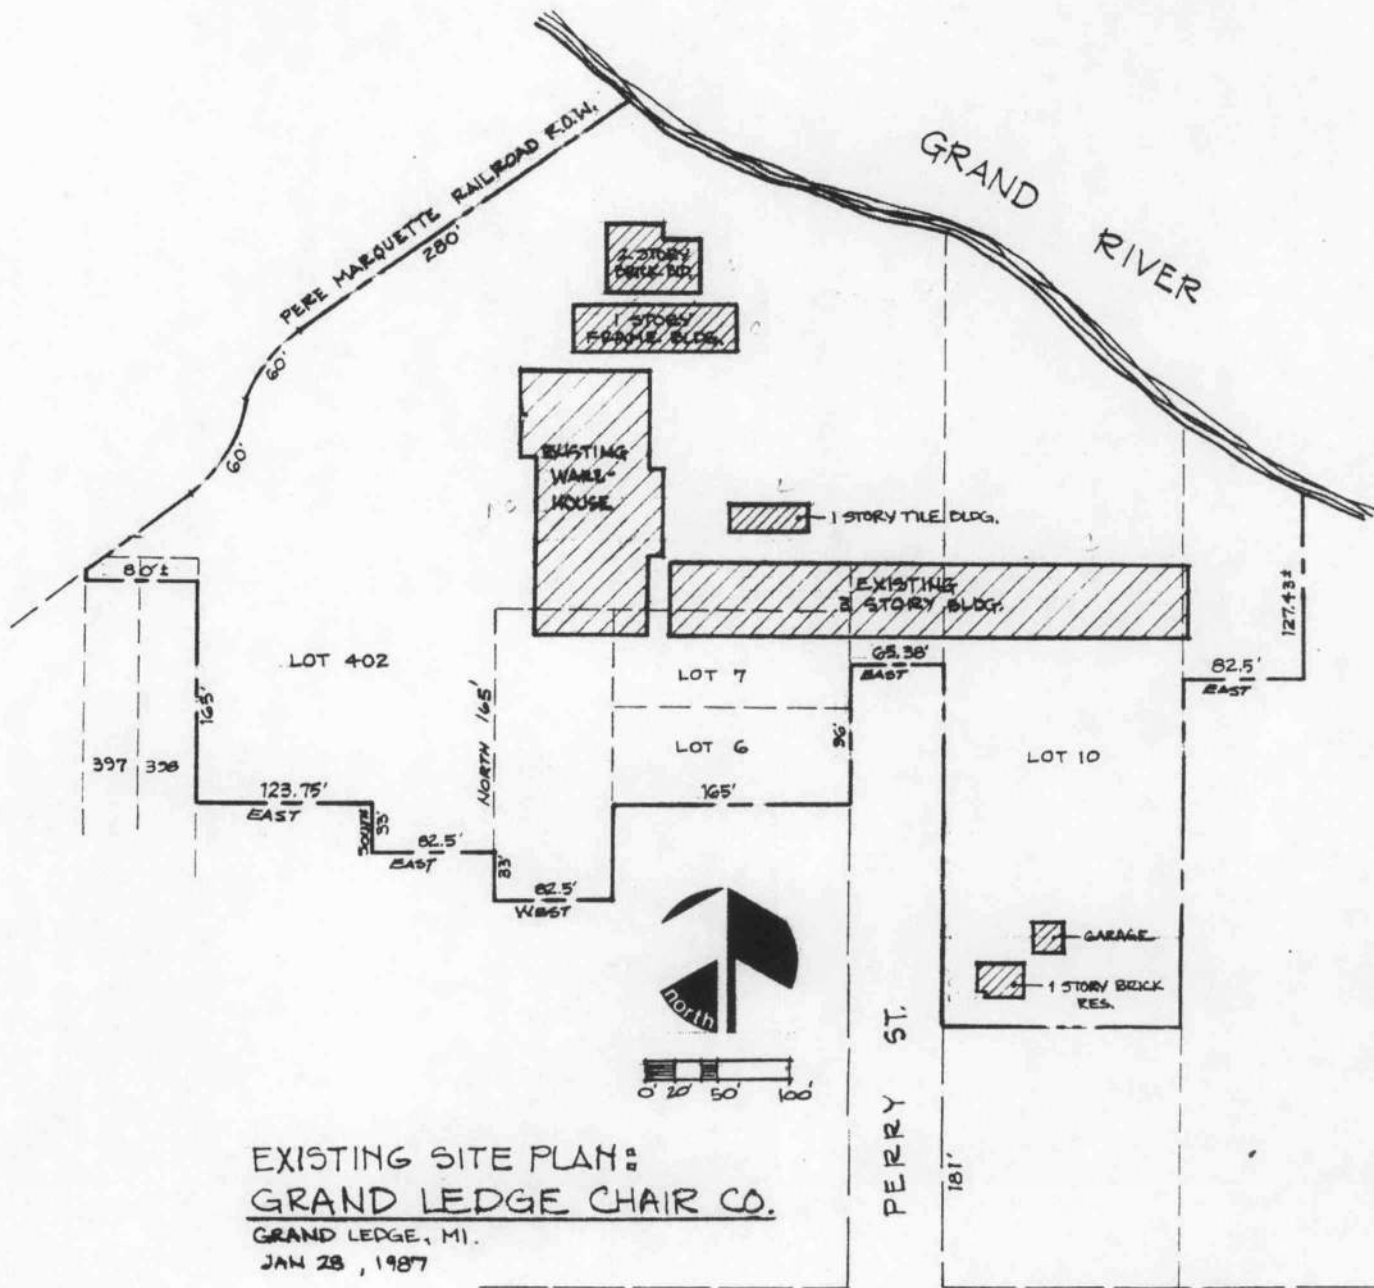 GRAND
RIVER
PERE MARQUETTE RAILROAD R.O.W.
280'
60'
60'
2 STORY
BRICK BD.
1 STORY
FRAME BLDG.
EXISTING
WARE-
HOUSE
1 STORY TILE BLDG.
EXISTING
3 STORY BLDG.
127.43±
80'±
LOT 402
165'
NORTH 165'
LOT 7
65.38'
EAST
82.5'
EAST
397 398
LOT 6
96'
LOT 10
123.75'
EAST
SOUTH
33'
82.5'
EAST
33'
82.5'
WEST
165'
GARAGE
1 STORY BRICK
RES.
north
0' 20' 50' 100'
PERRY ST.
181'
EXISTING SITE PLAN:
GRAND LEDGE CHAIR CO.
GRAND LEDGE, MI.
JAN 28, 1987